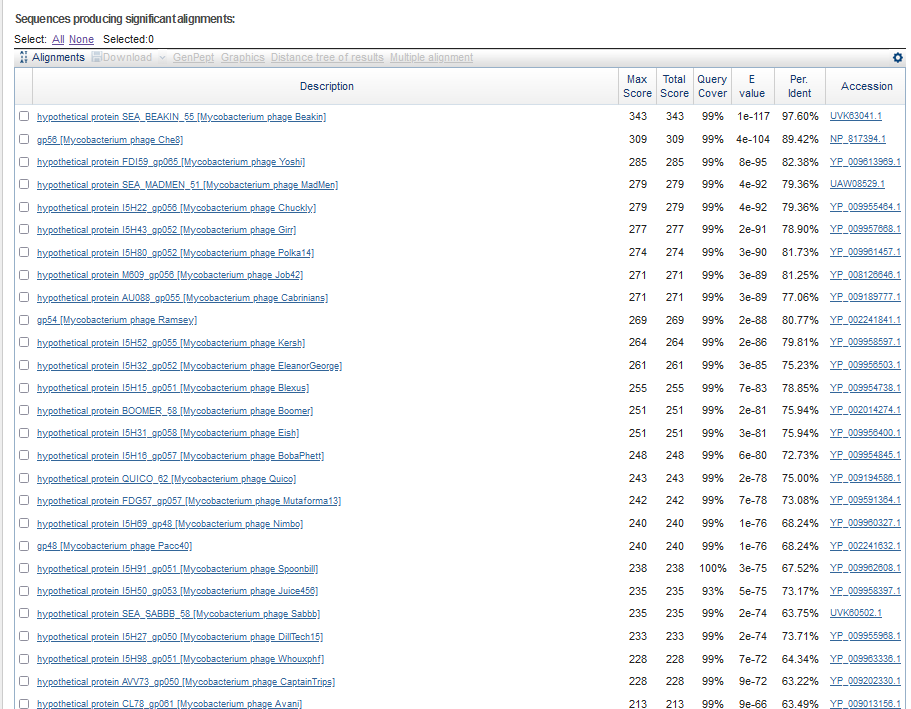 Sequences producing significant alignments:
Select: All None Selected:0
Alignments Download GenPept Graphics Distance tree of results Multiple alignment
Description Max Score Total Score Query Cover E value Per. Ident Accession
hypothetical protein SEA_BEAKIN_55 [Mycobacterium phage Beakin] 343 343 99% 1e-117 97.60% UVK63041.1
gp56 [Mycobacterium phage Che8] 309 309 99% 4e-104 89.42% NP_817394.1
hypothetical protein FDI59_gp065 [Mycobacterium phage Yoshi] 285 285 99% 8e-95 82.38% YP_009613969.1
hypothetical protein SEA_MADMEN_51 [Mycobacterium phage MadMen] 279 279 99% 4e-92 79.36% UAW08529.1
hypothetical protein I5H22_gp056 [Mycobacterium phage Chuckly] 279 279 99% 4e-92 79.36% YP_009955464.1
hypothetical protein I5H43_gp052 [Mycobacterium phage Girr] 277 277 99% 2e-91 78.90% YP_009957668.1
hypothetical protein I5H80_gp052 [Mycobacterium phage Polka14] 274 274 99% 3e-90 81.73% YP_009961457.1
hypothetical protein M609_gp056 [Mycobacterium phage Job42] 271 271 99% 3e-89 81.25% YP_008126646.1
hypothetical protein AU088_gp055 [Mycobacterium phage Cabrinians] 271 271 99% 3e-89 77.06% YP_009189777.1
gp54 [Mycobacterium phage Ramsey] 269 269 99% 2e-88 80.77% YP_002241841.1
hypothetical protein I5H52_gp055 [Mycobacterium phage Kersh] 264 264 99% 2e-86 79.81% YP_009958597.1
hypothetical protein I5H32_gp052 [Mycobacterium phage EleanorGeorge] 261 261 99% 3e-85 75.23% YP_009956503.1
hypothetical protein I5H15_gp051 [Mycobacterium phage Blexus] 255 255 99% 7e-83 78.85% YP_009954738.1
hypothetical protein BOOMER_58 [Mycobacterium phage Boomer] 251 251 99% 2e-81 75.94% YP_002014274.1
hypothetical protein I5H31_gp058 [Mycobacterium phage Eish] 251 251 99% 3e-81 75.94% YP_009956400.1
hypothetical protein I5H16_gp057 [Mycobacterium phage BobaPhett] 248 248 99% 6e-80 72.73% YP_009954845.1
hypothetical protein QUICO_62 [Mycobacterium phage Quico] 243 243 99% 2e-78 75.00% YP_009194586.1
hypothetical protein FDG57_gp057 [Mycobacterium phage Mutaforma13] 242 242 99% 7e-78 73.08% YP_009591364.1
hypothetical protein I5H69_gp48 [Mycobacterium phage Nimbo] 240 240 99% 1e-76 68.24% YP_009960327.1
gp48 [Mycobacterium phage Pacc40] 240 240 99% 1e-76 68.24% YP_002241632.1
hypothetical protein I5H91_gp051 [Mycobacterium phage Spoonbill] 238 238 100% 3e-75 67.52% YP_009962608.1
hypothetical protein I5H50_gp053 [Mycobacterium phage Juice456] 235 235 93% 5e-75 73.17% YP_009958397.1
hypothetical protein SEA_SABBB_58 [Mycobacterium phage Sabbb] 235 235 99% 2e-74 63.75% UVK60502.1
hypothetical protein I5H27_gp050 [Mycobacterium phage DillTech15] 233 233 99% 2e-74 73.71% YP_009955968.1
hypothetical protein I5H98_gp051 [Mycobacterium phage Whouxphf] 228 228 99% 7e-72 64.34% YP_009963336.1
hypothetical protein AVV73_gp050 [Mycobacterium phage CaptainTrips] 228 228 99% 9e-72 63.22% YP_009202330.1
hypothetical protein CL78_gp061 [Mycobacterium phage Avani] 213 213 99% 9e-66 63.49% YP_009013156.1